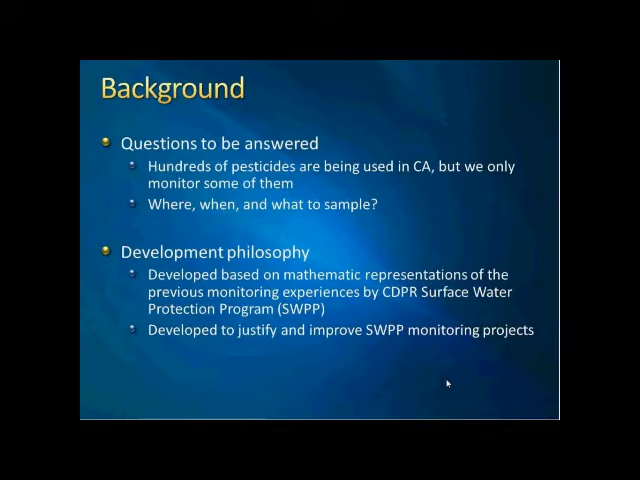 Background
Questions to be answered
Hundreds of pesticides are being used in CA, but we only
monitor some of them
Where, when, and what to sample?
Development philosophy
Developed based on mathematic representations of the
previous monitoring experiences by CDPR Surface Water
Protection Program (SWPP)
Developed to justify and improve SWPP monitoring projects